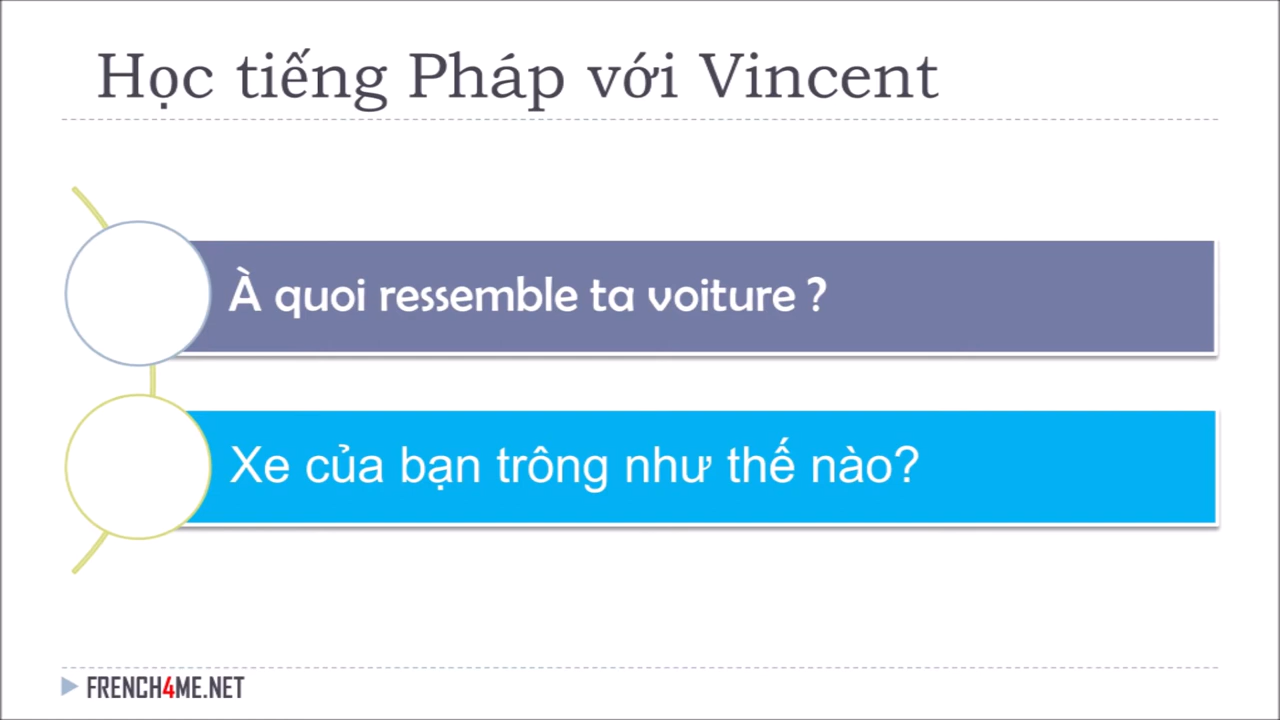 Học tiếng Pháp với Vincent
À quoi ressemble ta voiture ?
Xe của bạn trông như thế nào?
FRENCH4ME.NET